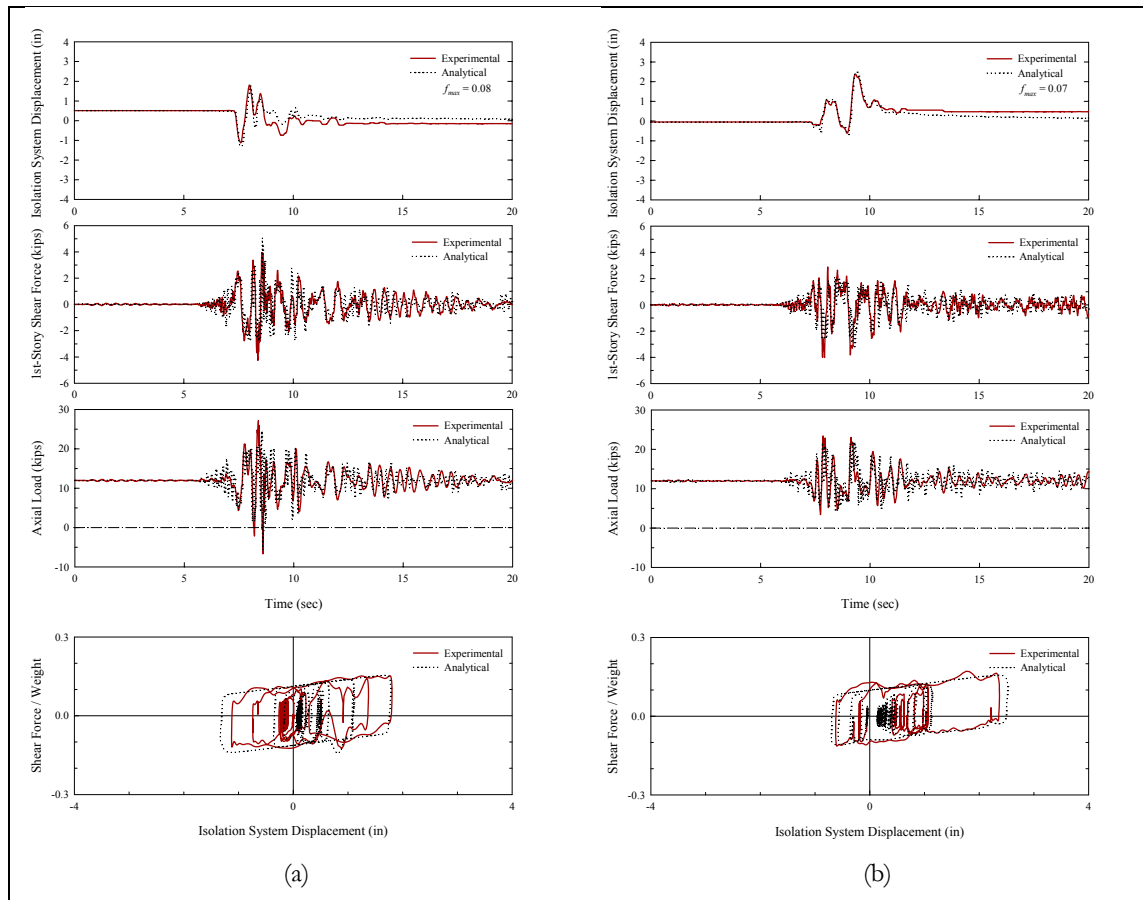 Isolation System Displacement (in)
4
3
2
1
0
-1
-2
-3
-4
Experimental
Analytical
f_max = 0.08
0 5 10 15 20
1st-Story Shear Force (kips)
6
4
2
0
-2
-4
-6
Experimental
Analytical
0 5 10 15 20
Axial Load (kips)
30
20
10
0
-10
Experimental
Analytical
0 5 10 15 20
Time (sec)
Shear Force / Weight
0.3
0.0
-0.3
Experimental
Analytical
-4 0 4
Isolation System Displacement (in)
(a)
Isolation System Displacement (in)
4
3
2
1
0
-1
-2
-3
-4
Experimental
Analytical
f_max = 0.07
0 5 10 15 20
1st-Story Shear Force (kips)
6
4
2
0
-2
-4
-6
Experimental
Analytical
0 5 10 15 20
Axial Load (kips)
30
20
10
0
-10
Experimental
Analytical
0 5 10 15 20
Time (sec)
Shear Force / Weight
0.3
0.0
-0.3
Experimental
Analytical
-4 0 4
Isolation System Displacement (in)
(b)